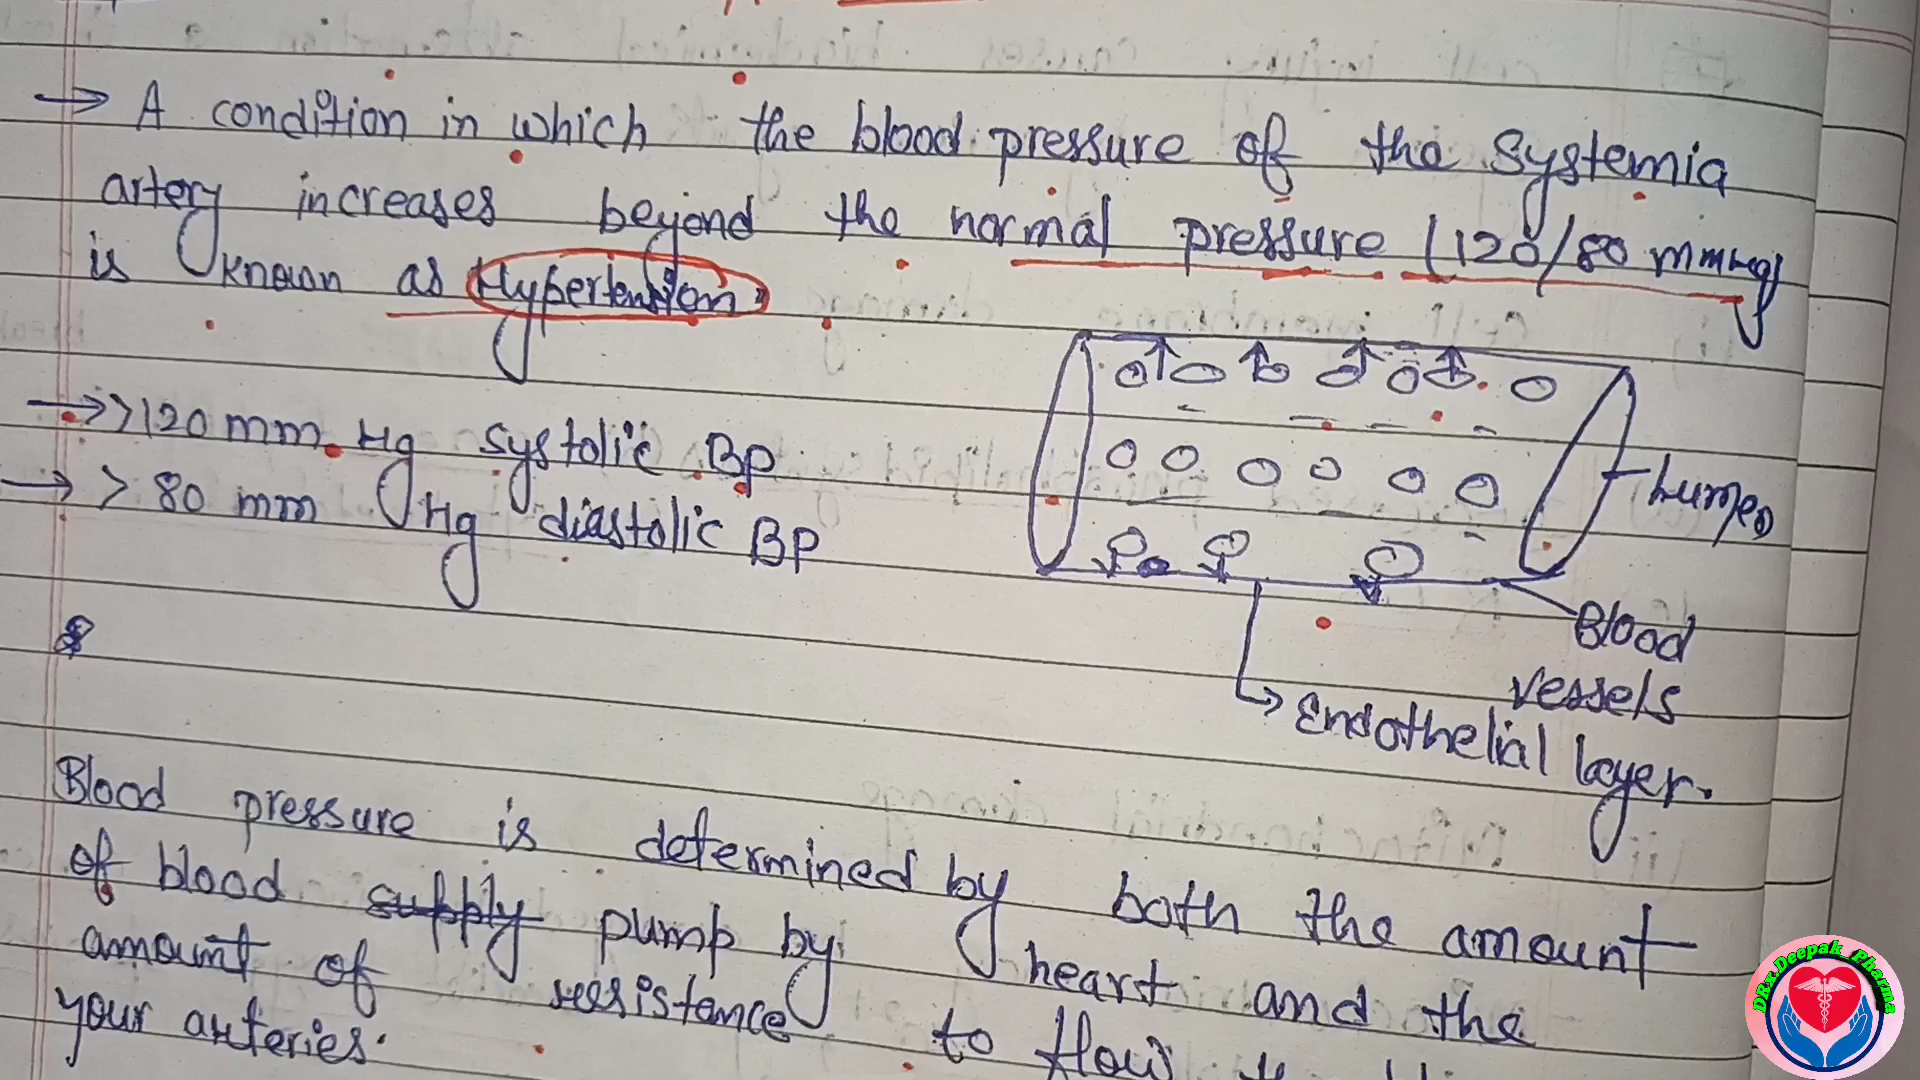 → A condition in which the blood pressure of the systemia
artery increases beyond the normal pressure (120/80 mmHg)
is known as Hypertension
→ >120 mm Hg systolic BP
→ > 80 mm Hg diastolic BP
Lumen
Blood
vessels
Endothelial layer.
Blood pressure is determined by both the amount
of blood supply pump by heart and the
amount of resistance to flow
your arteries.
DRx.Deepak Pharma